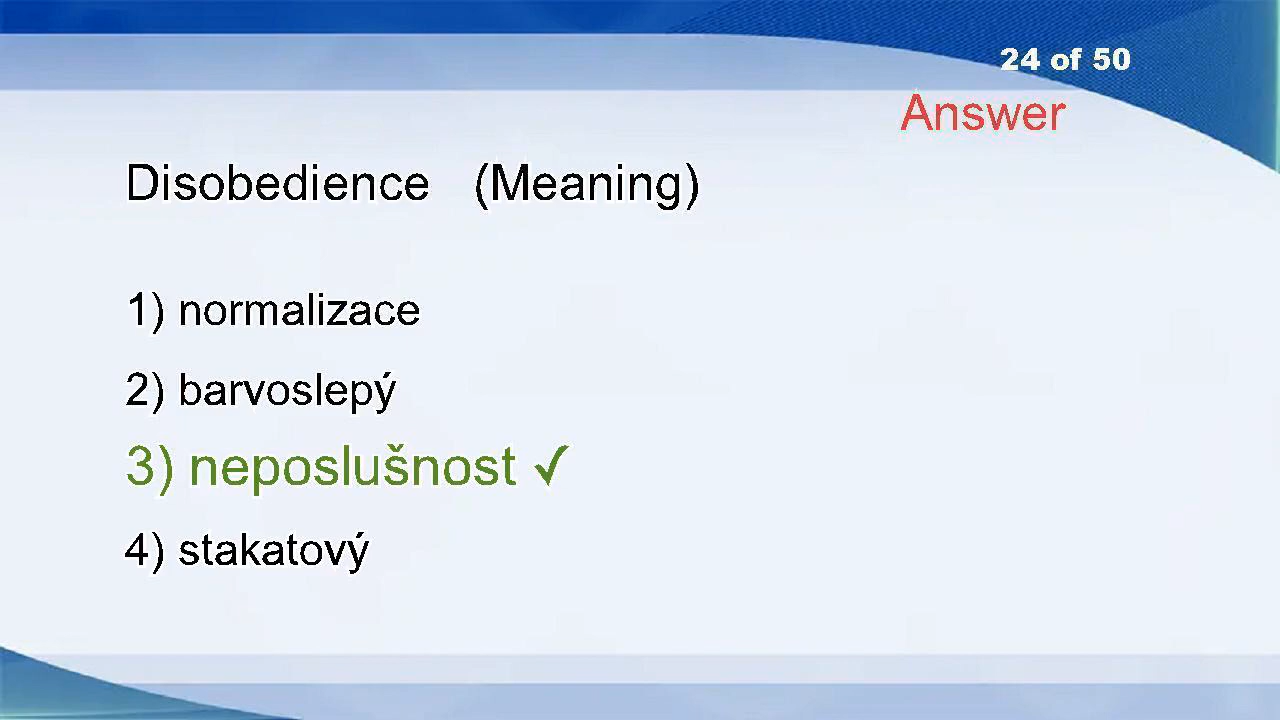 24 of 50
Answer
Disobedience (Meaning)
1) normalizace
2) barvoslepý
3) neposlušnost ✓
4) stakatový